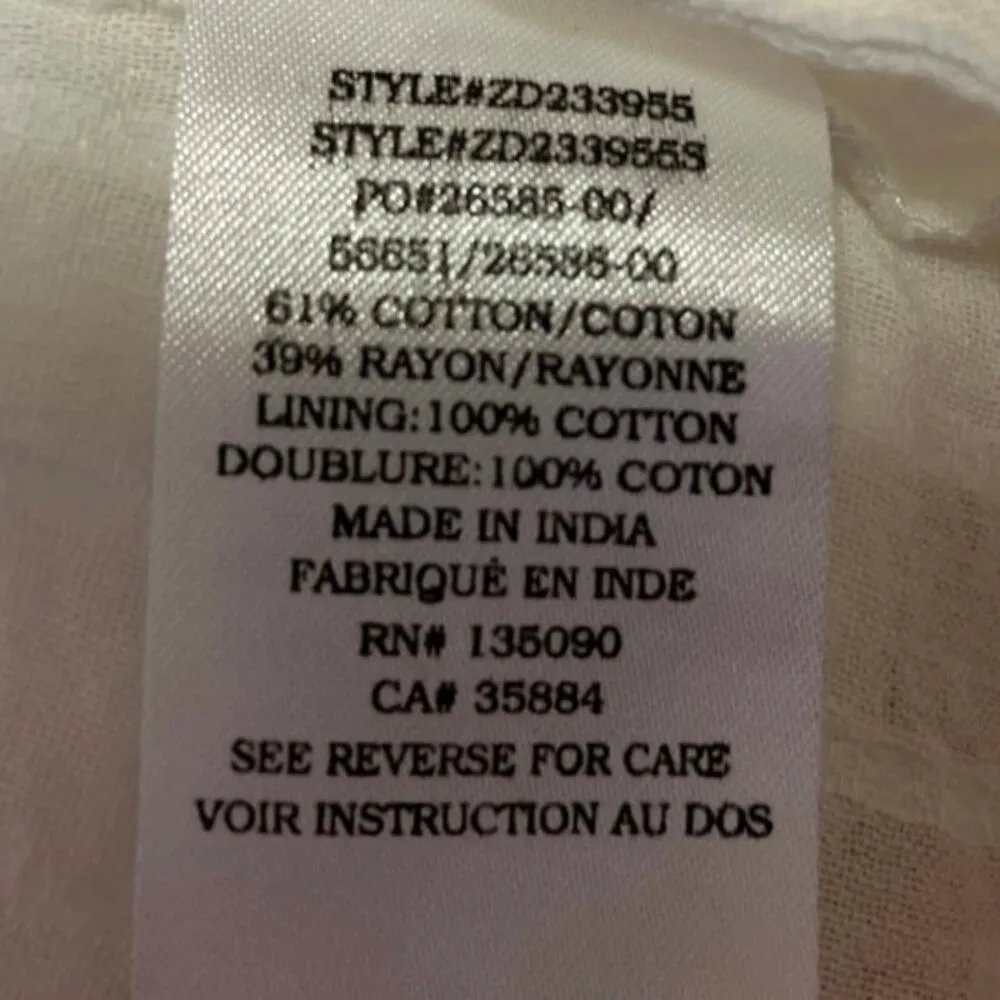 STYLE#ZD233955
STYLE#ZD233955S
PO#26585-00/
56651/26586-00
61% COTTON/COTON
39% RAYON/RAYONNE
LINING:100% COTTON
DOUBLURE:100% COTON
MADE IN INDIA
FABRIQUÉ EN INDE
RN# 135090
CA# 35884
SEE REVERSE FOR CARE
VOIR INSTRUCTION AU DOS